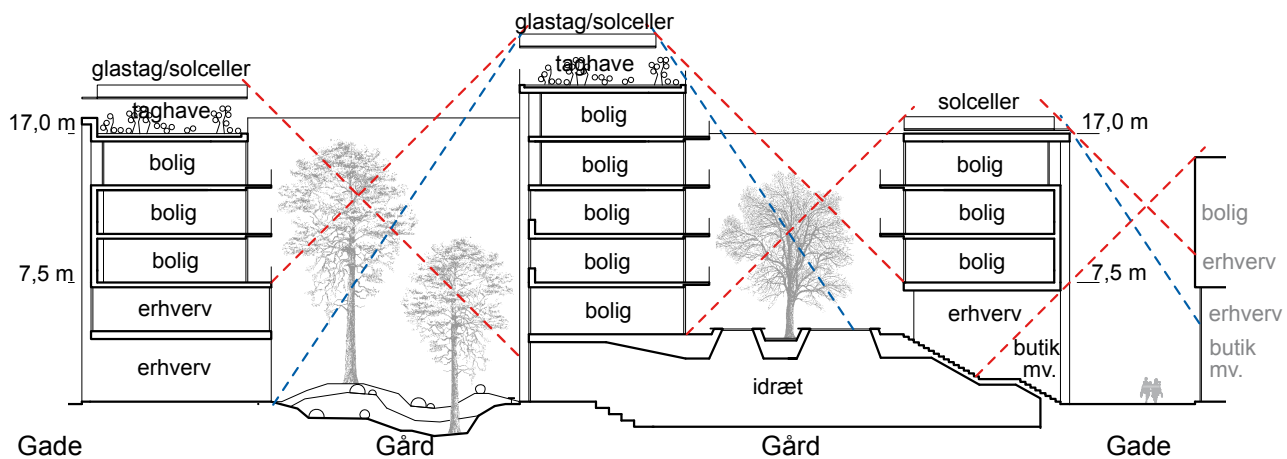 glastag/solceller
taghave
glastag/solceller
taghave
solceller
17,0 m
17,0 m
bolig
bolig
bolig
bolig
bolig
bolig
bolig
bolig
bolig
bolig
bolig
bolig
7,5 m
7,5 m
erhverv
erhverv
bolig
erhverv
erhverv
erhverv
butik
mv.
butik
mv.
idræt
Gade
Gård
Gård
Gade